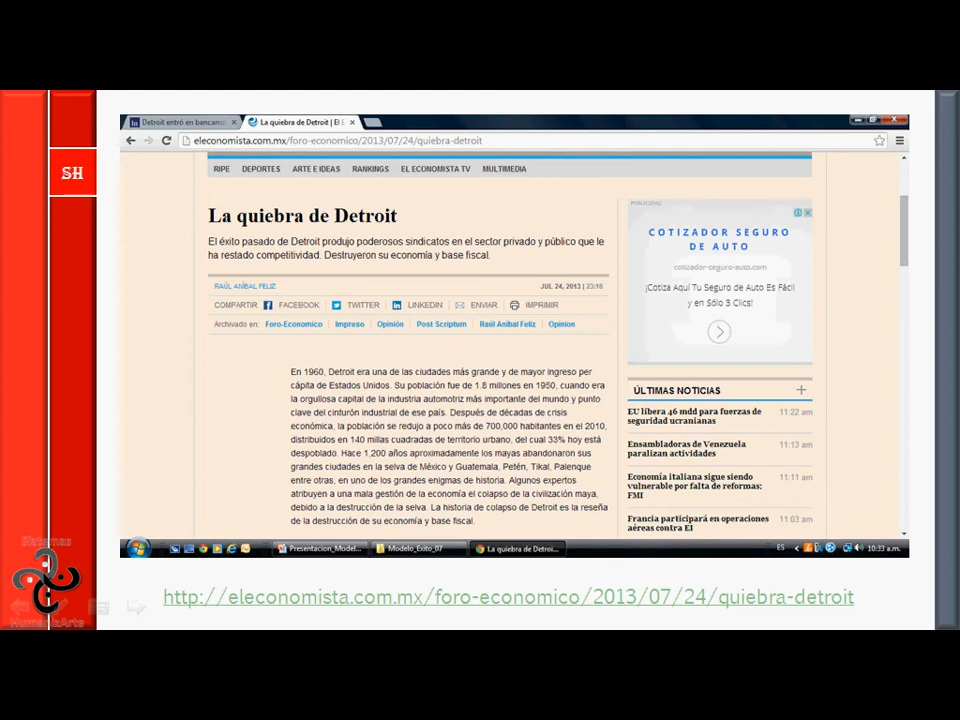 Detroit entró en bancarrot
La quiebra de Detroit | El E
eleconomista.com.mx/foro-economico/2013/07/24/quiebra-detroit
RIPE DEPORTES ARTE E IDEAS RANKINGS EL ECONOMISTA TV MULTIMEDIA
SH
La quiebra de Detroit
El éxito pasado de Detroit produjo poderosos sindicatos en el sector privado y público que le
ha restado competitividad. Destruyeron su economía y base fiscal.
RAÚL ANÍBAL FELIZ JUL 24, 2013 | 23:16
COMPARTIR FACEBOOK TWITTER LINKEDIN ENVIAR IMPRIMIR
Archivado en: Foro-Economico Impreso Opinión Post Scriptum Raúl Aníbal Feliz Opinion
En 1960, Detroit era una de las ciudades más grande y de mayor ingreso per
cápita de Estados Unidos. Su población fue de 1.8 millones en 1950, cuando era
la orgullosa capital de la industria automotriz más importante del mundo y punto
clave del cinturón industrial de ese país. Después de décadas de crisis
económica, la población se redujo a poco más de 700,000 habitantes en el 2010,
distribuidos en 140 millas cuadradas de territorio urbano, del cual 33% hoy está
despoblado. Hace 1,200 años aproximadamente los mayas abandonaron sus
grandes ciudades en la selva de México y Guatemala, Petén, Tikal, Palenque
entre otras, en uno de los grandes enigmas de historia. Algunos expertos
atribuyen a una mala gestión de la economía el colapso de la civilización maya,
debido a la destrucción de la selva. La historia de colapso de Detroit es la reseña
de la destrucción de su economía y base fiscal.
PUBLICIDAD
COTIZADOR SEGURO
DE AUTO
cotizador-seguro-auto.com
¡Cotiza Aquí Tu Seguro de Auto Es Fácil
y en Sólo 3 Clics!
ÚLTIMAS NOTICIAS
EU libera 46 mdd para fuerzas de 11:22 am
seguridad ucranianas
Ensambladoras de Venezuela 11:13 am
paralizan actividades
Economía italiana sigue siendo 11:11 am
vulnerable por falta de reformas:
FMI
Francia participará en operaciones 11:03 am
aéreas contra EI
Presentacion_Model... Modelo_Exito_07 La quiebra de Detroi... ES 10:33 a.m.
Sistemas
HumanizArte
http://eleconomista.com.mx/foro-economico/2013/07/24/quiebra-detroit